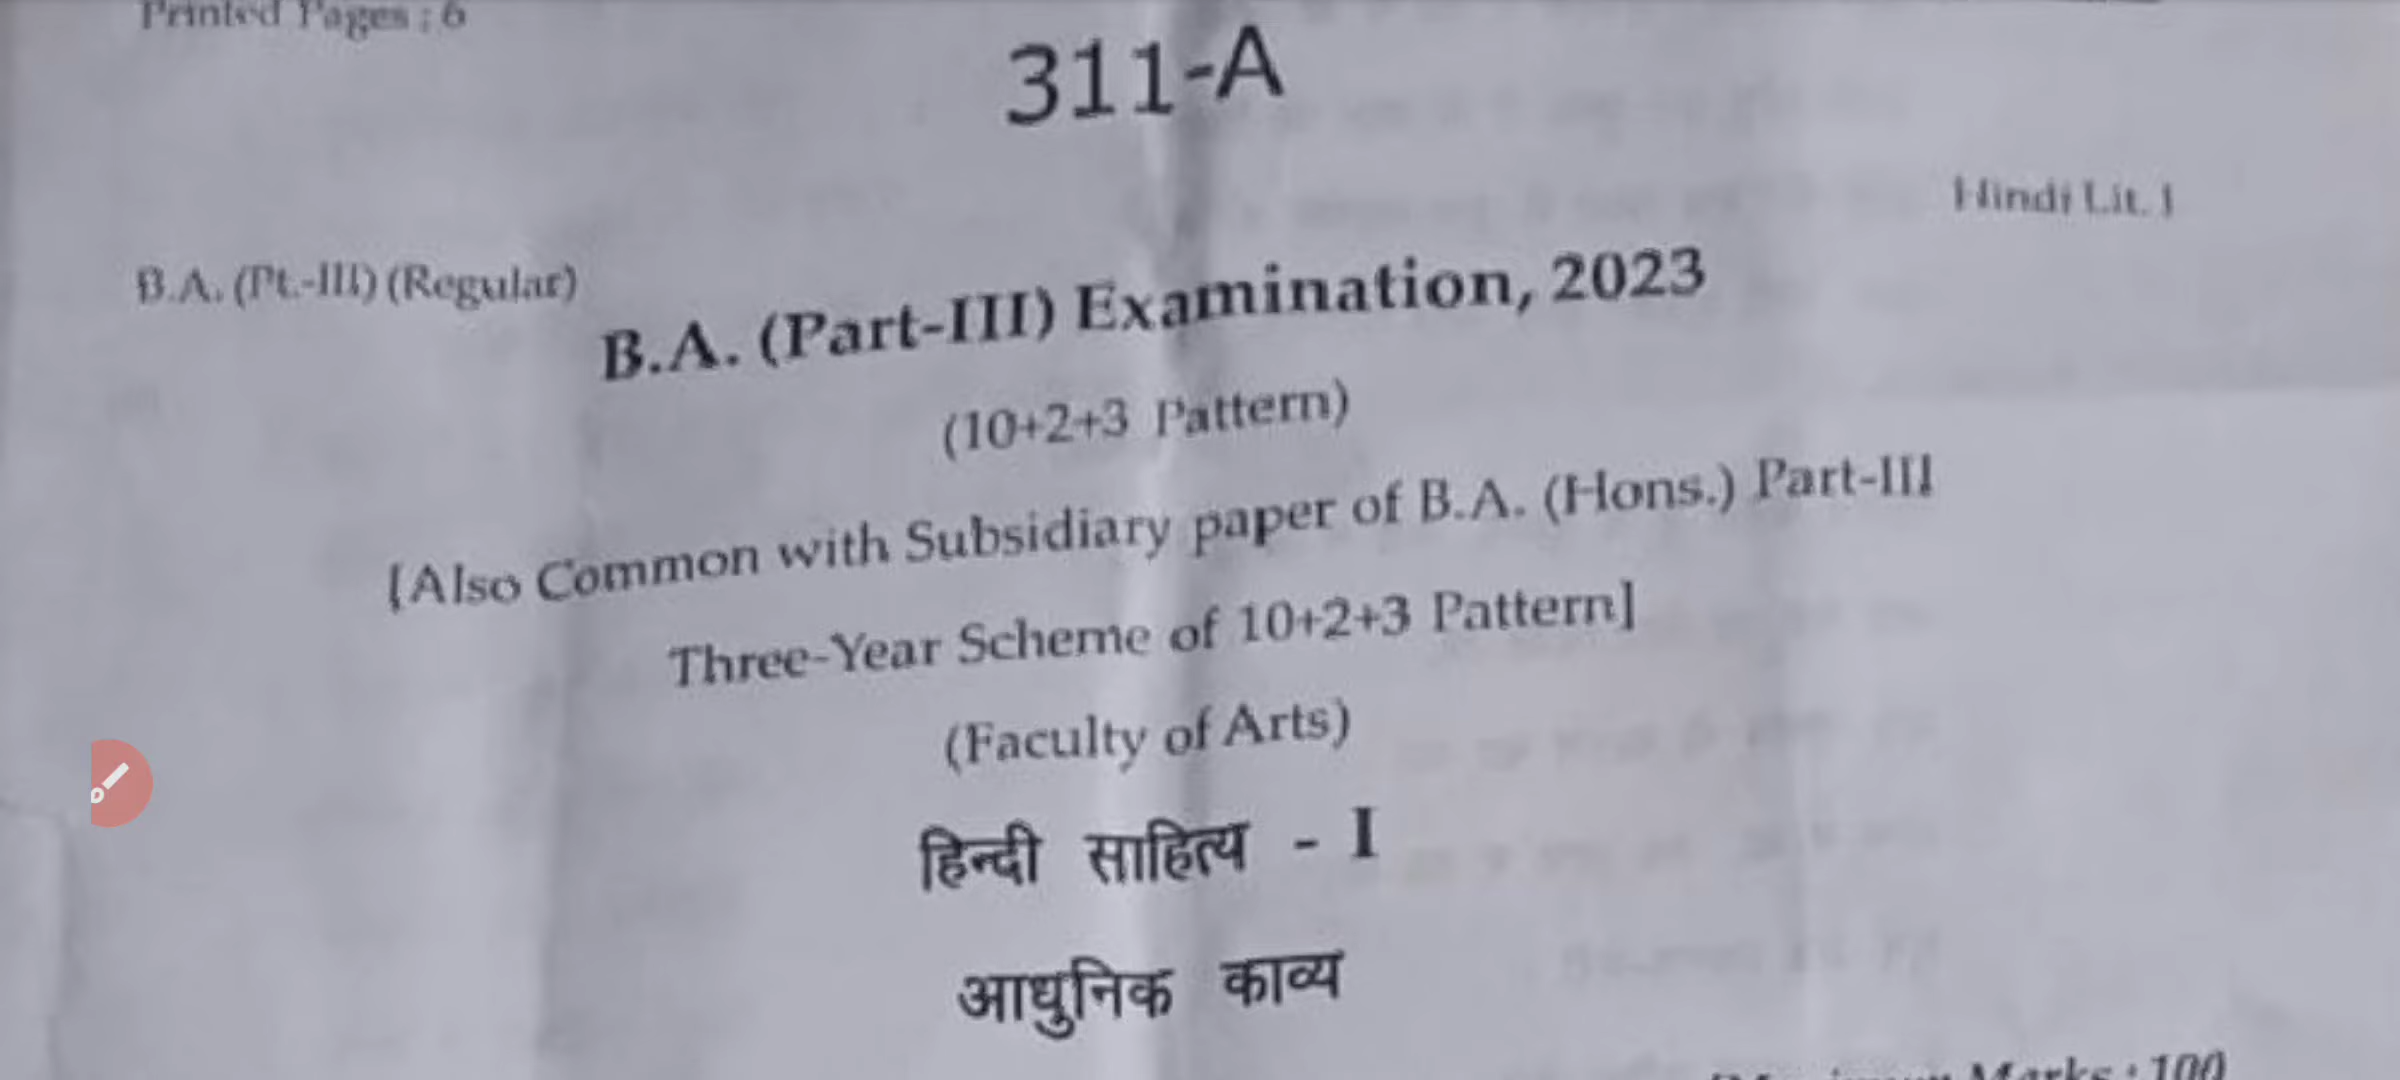 Printed Pages : 6
311-A
Hindi Lit. I
B.A. (Pt.-III) (Regular)
B.A. (Part-III) Examination, 2023
(10+2+3 Pattern)
[Also Common with Subsidiary paper of B.A. (Hons.) Part-III
Three-Year Scheme of 10+2+3 Pattern]
(Faculty of Arts)
हिन्दी साहित्य - I
आधुनिक काव्य
Marks : 100